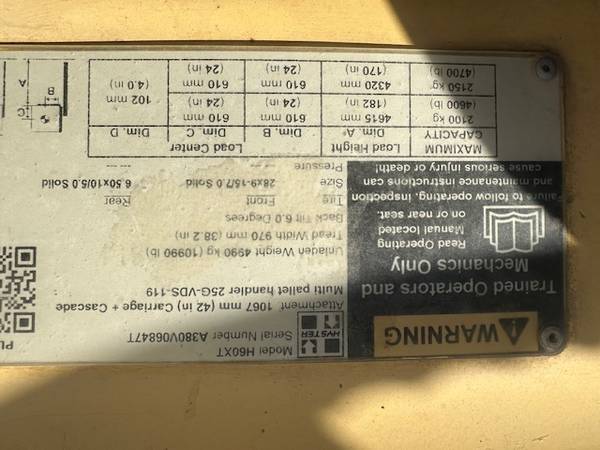 WARNING
Trained Operators and
Mechanics Only
Read Operating
Manual located
on or near seat.
failure to follow operating, inspection
and maintenance instructions can
cause serious injury or death!
HYSTER
Model H60XT
Serial Number A380V06847T
Attachment 1067 mm (42 in) Carriage + Cascade
Multi pallet handler 25G-VDS-119
Unladen Weight 4990 kg (10990 lb)
Tread Width 970 mm (38.2 in)
Back Tilt 6.0 Degrees
Tire Front Rear
Size 28x9-15/7.0 Solid 6.50x10/5.0 Solid
Pressure --- ---
MAXIMUM CAPACITY Load Height Dim. A Load Center Dim. B Dim. C Dim. D
2100 kg 4615 mm 610 mm 610 mm 102 mm
(4600 lb) (182 in) (24 in) (24 in) (4.0 in)
2150 kg 4320 mm 610 mm 610 mm
(4700 lb) (170 in) (24 in) (24 in)
C
B
A
PL